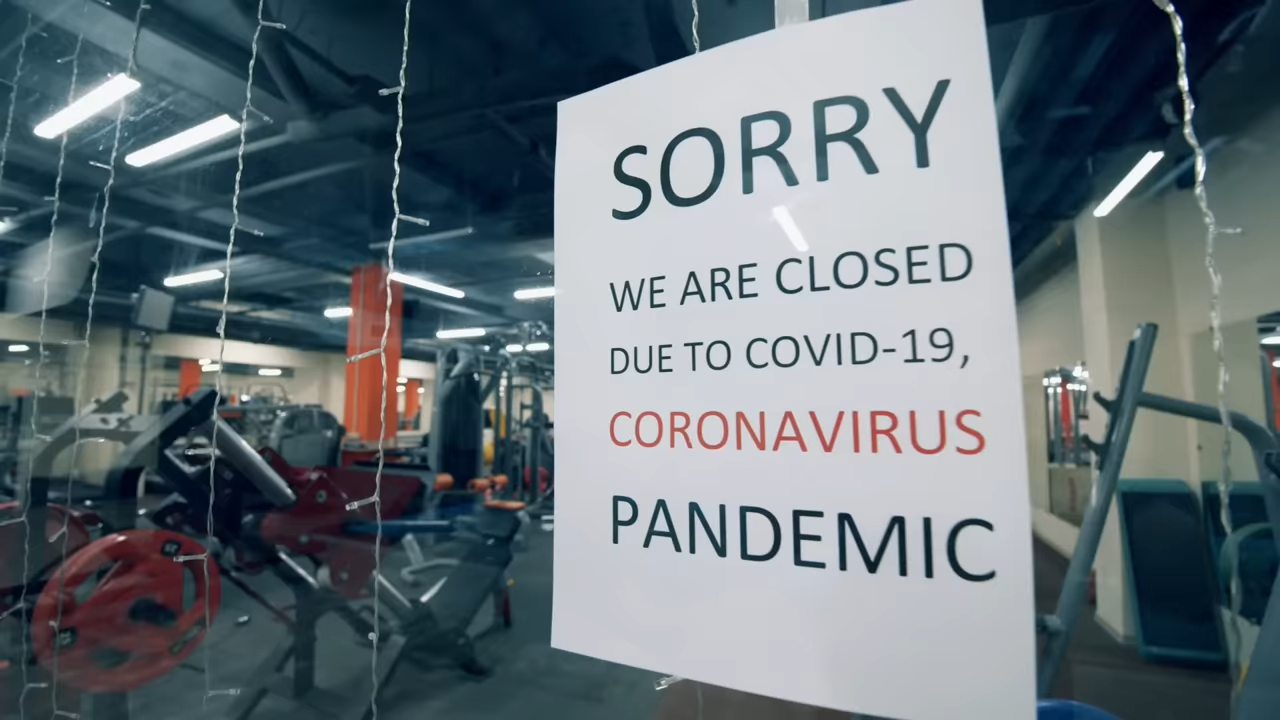 SORRY
WE ARE CLOSED
DUE TO COVID-19,
CORONAVIRUS
PANDEMIC